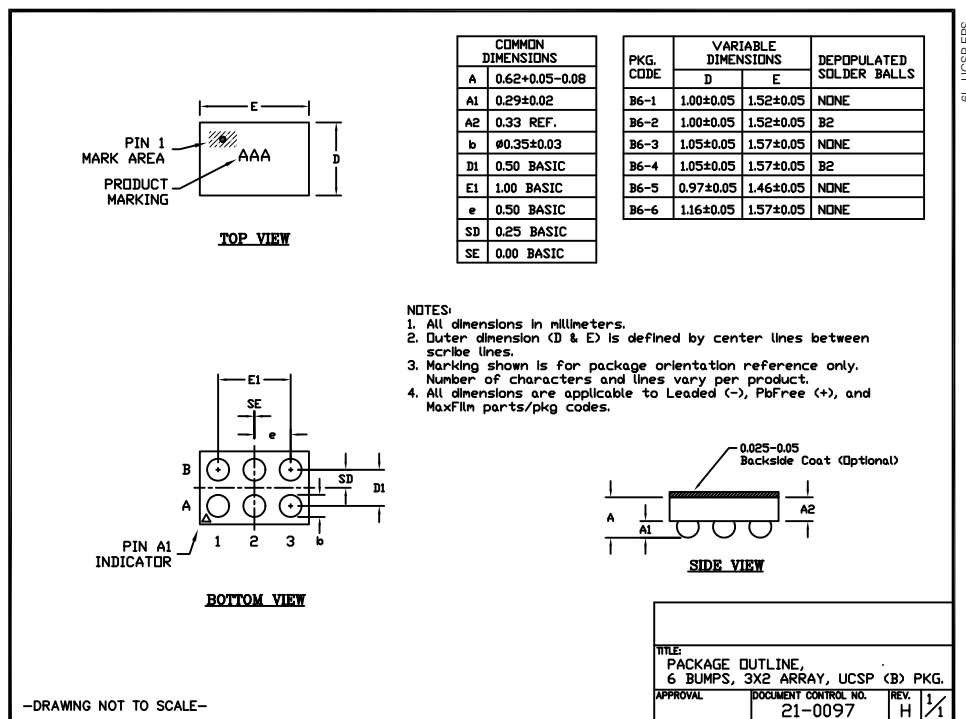 6L, UCSP.EPS
COMMON
DIMENSIONS
A 0.62+0.05-0.08
A1 0.29±0.02
A2 0.33 REF.
b ø0.35±0.03
D1 0.50 BASIC
E1 1.00 BASIC
e 0.50 BASIC
SD 0.25 BASIC
SE 0.00 BASIC
PKG. CODE VARIABLE DIMENSIONS DEPOPULATED SOLDER BALLS
D E
B6-1 1.00±0.05 1.52±0.05 NONE
B6-2 1.00±0.05 1.52±0.05 B2
B6-3 1.05±0.05 1.57±0.05 NONE
B6-4 1.05±0.05 1.57±0.05 B2
B6-5 0.97±0.05 1.46±0.05 NONE
B6-6 1.16±0.05 1.57±0.05 NONE
E
PIN 1
MARK AREA
AAA
D
PRODUCT
MARKING
TOP VIEW
NOTES:
1. All dimensions in millimeters.
2. Outer dimension (D & E) is defined by center lines between
scribe lines.
3. Marking shown is for package orientation reference only.
Number of characters and lines vary per product.
4. All dimensions are applicable to Leaded (-), PbFree (+), and
MaxFilm parts/pkg codes.
E1
SE
e
B
SD
D1
A
1 2 3 b
PIN A1
INDICATOR
BOTTOM VIEW
0.025-0.05
Backside Coat (Optional)
A
A1
A2
SIDE VIEW
TITLE:
PACKAGE OUTLINE,
6 BUMPS, 3X2 ARRAY, UCSP (B) PKG.
APPROVAL DOCUMENT CONTROL NO. REV.
21-0097 H 1/1
-DRAWING NOT TO SCALE-